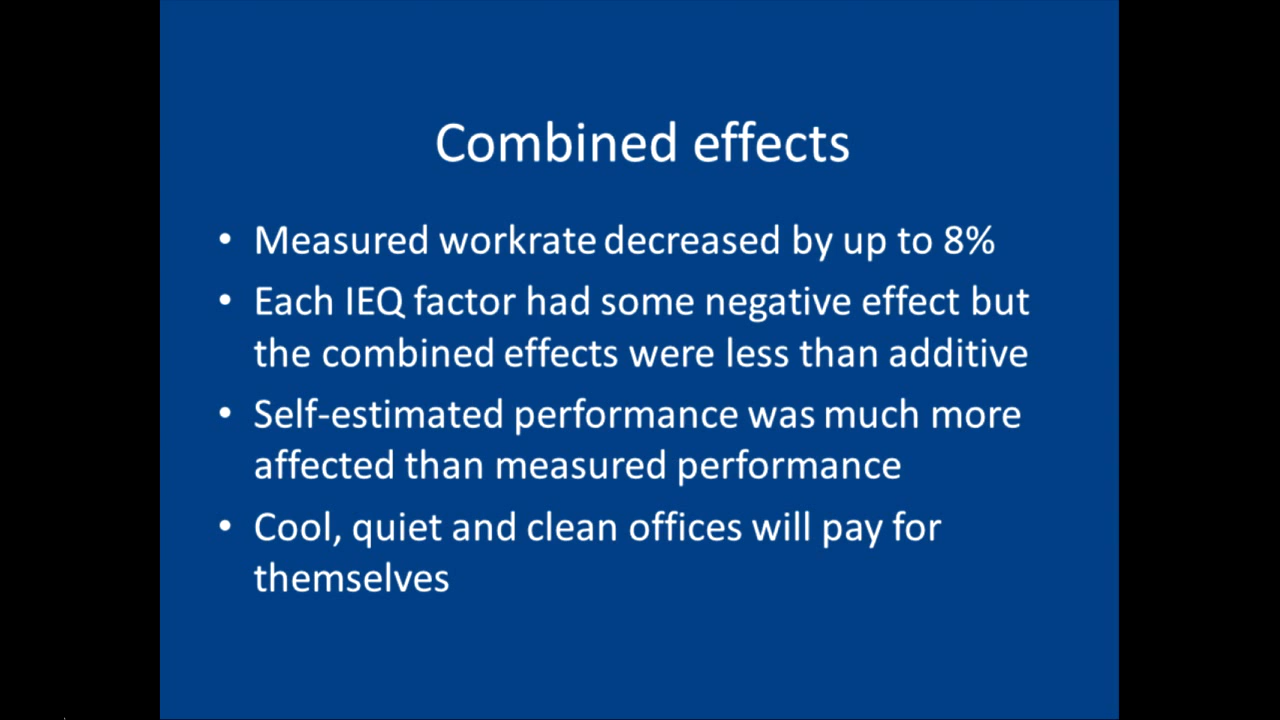 Combined effects
• Measured workrate decreased by up to 8%
• Each IEQ factor had some negative effect but
the combined effects were less than additive
• Self-estimated performance was much more
affected than measured performance
• Cool, quiet and clean offices will pay for
themselves